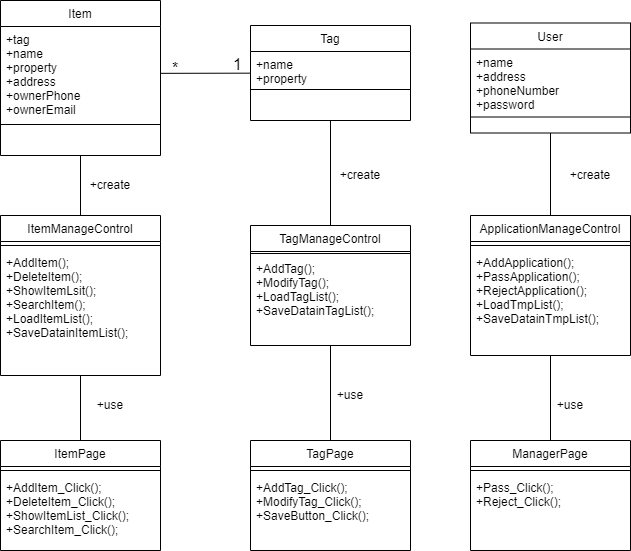 Item
+tag
+name
+property
+address
+ownerPhone
+ownerEmail
*
1
Tag
+name
+property
User
+name
+address
+phoneNumber
+password
+create
+create
+create
ItemManageControl
+AddItem();
+DeleteItem();
+ShowItemLsit();
+SearchItem();
+LoadItemList();
+SaveDatainItemList();
TagManageControl
+AddTag();
+ModifyTag();
+LoadTagList();
+SaveDatainTagList();
ApplicationManageControl
+AddApplication();
+PassApplication();
+RejectApplication();
+LoadTmpList();
+SaveDatainTmpList();
+use
+use
+use
ItemPage
+AddItem_Click();
+DeleteItem_Click();
+ShowItemList_Click();
+SearchItem_Click();
TagPage
+AddTag_Click();
+ModifyTag_Click();
+SaveButton_Click();
ManagerPage
+Pass_Click();
+Reject_Click();